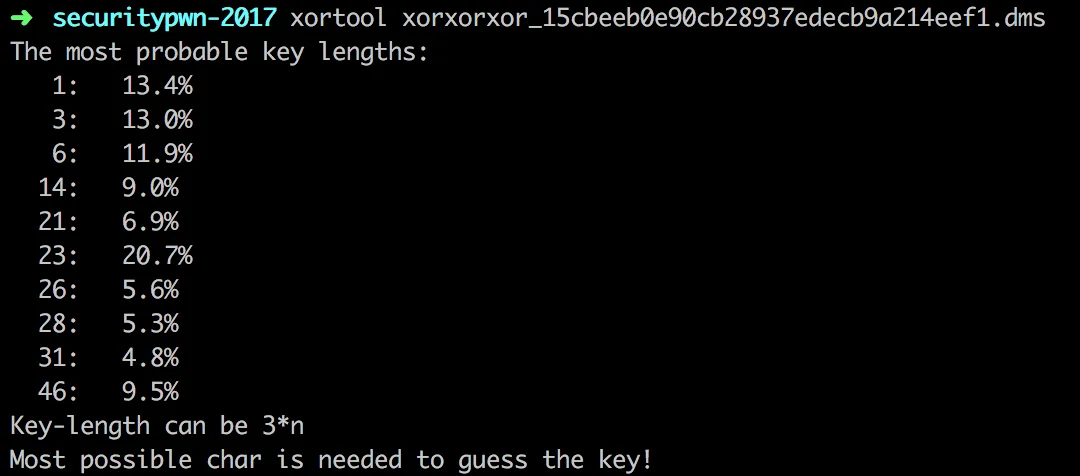 ➜ securitypwn-2017 xortool xorxorxor_15cbeeb0e90cb28937edecb9a214eef1.dms
The most probable key lengths:
1: 13.4%
3: 13.0%
6: 11.9%
14: 9.0%
21: 6.9%
23: 20.7%
26: 5.6%
28: 5.3%
31: 4.8%
46: 9.5%
Key-length can be 3*n
Most possible char is needed to guess the key!